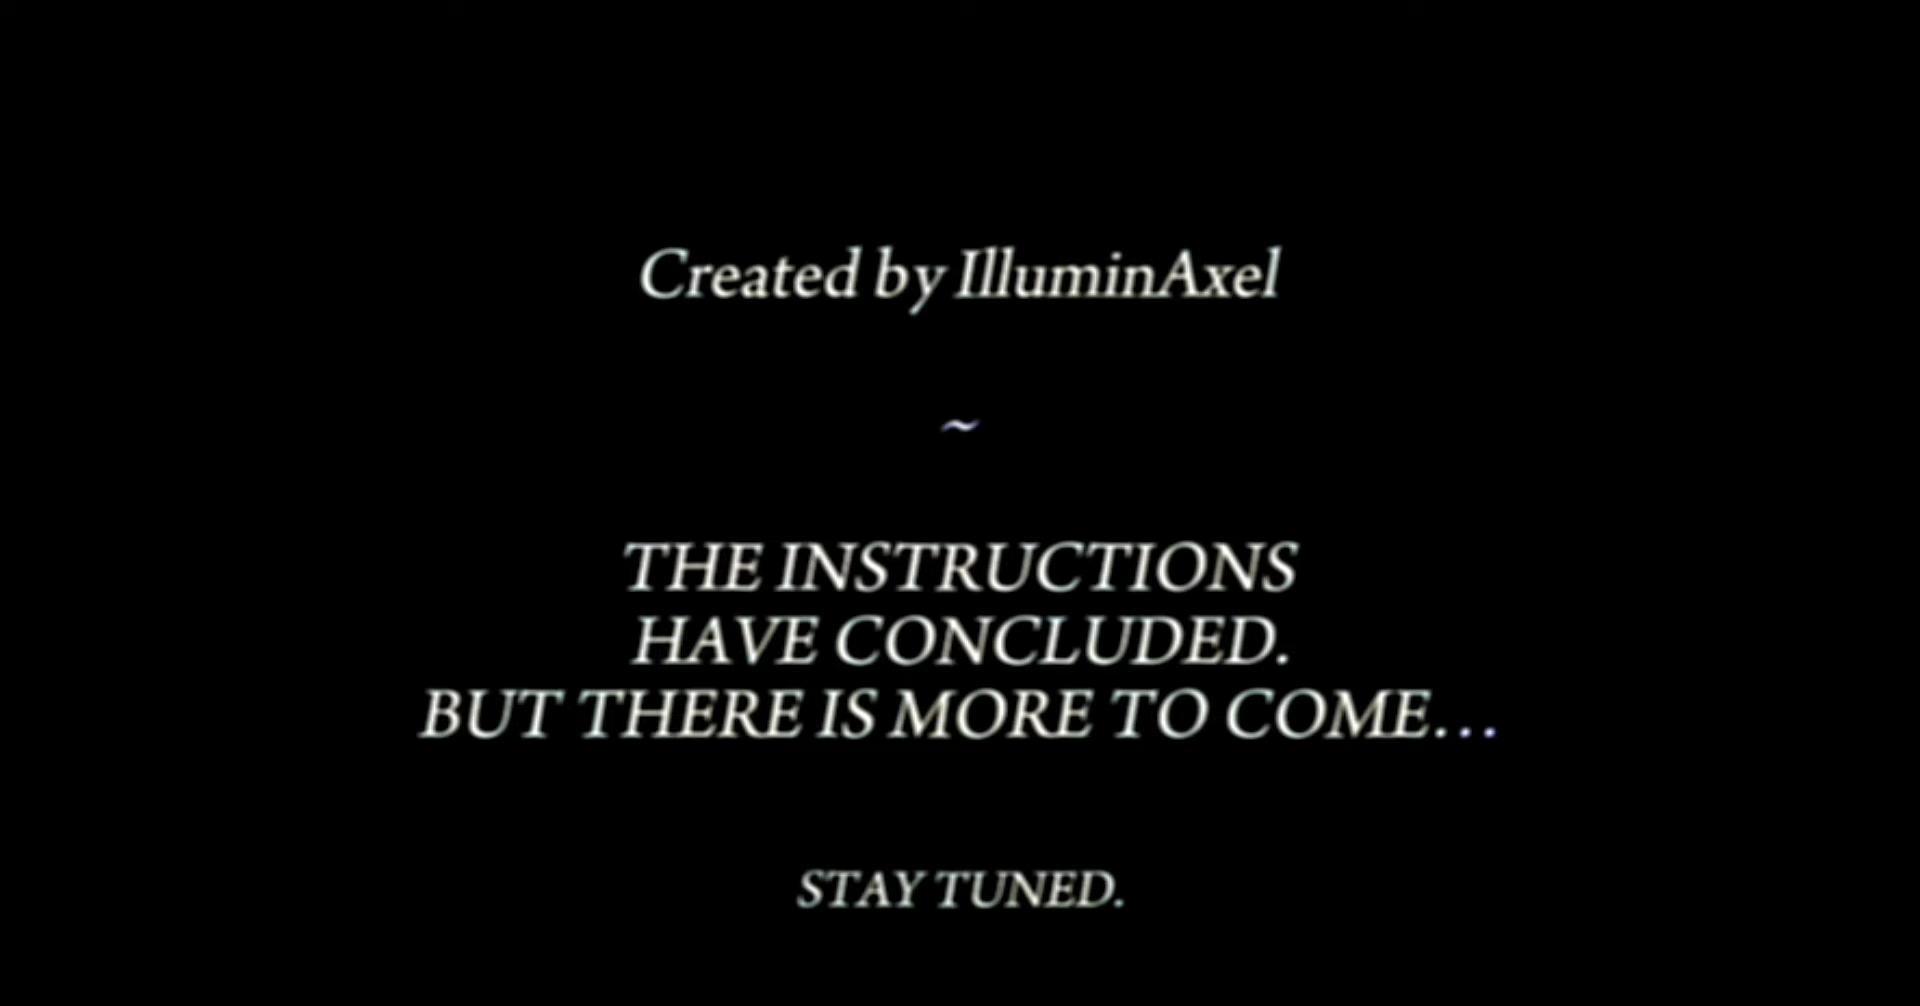 Created by IlluminAxel
~
THE INSTRUCTIONS
HAVE CONCLUDED.
BUT THERE IS MORE TO COME...
STAY TUNED.